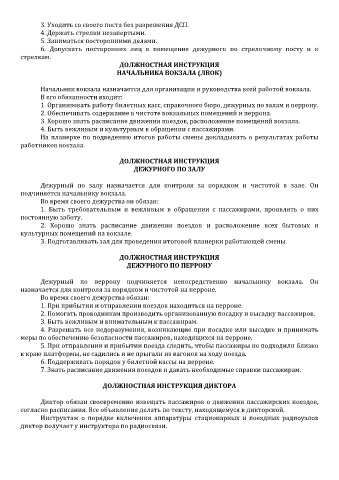 3. Уходить со своего поста без разрешения ДСП.
4. Держать стрелки незапертыми.
5. Заниматься посторонними делами.
6. Допускать посторонних лиц в помещение дежурного по стрелочному посту и к
стрелкам.
ДОЛЖНОСТНАЯ ИНСТРУКЦИЯ
НАЧАЛЬНИКА ВОКЗАЛА (ЛВОК)
Начальник вокзала назначается для организации и руководства всей работой вокзала.
В его обязанности входит:
1. Организовать работу билетных касс, справочного бюро, дежурных по залам и перрону.
2. Обеспечивать содержание в чистоте вокзальных помещений и перрона.
3. Хорошо знать расписание движения поездов, расположение помещений вокзала.
4. Быть вежливым и культурным в обращении с пассажирами.
На планерке по подведению итогов работы смены докладывать о результатах работы
работников вокзала.
ДОЛЖНОСТНАЯ ИНСТРУКЦИЯ
ДЕЖУРНОГО ПО ЗАЛУ
Дежурный по залу назначается для контроля за порядком и чистотой в зале. Он
подчиняется начальнику вокзала.
Во время своего дежурства он обязан:
1. Быть требовательным и вежливым в обращении с пассажирами, проявлять о них
постоянную заботу.
2. Хорошо знать расписание движения поездов и расположение всех бытовых и
культурных помещений на вокзале.
3. Подготавливать зал для проведения итоговой планерки работающей смены.
ДОЛЖНОСТНАЯ ИНСТРУКЦИЯ
ДЕЖУРНОГО ПО ПЕРРОНУ
Дежурный по перрону подчиняется непосредственно начальнику вокзала. Он
назначается для контроля за порядком и чистотой на перроне.
Во время своего дежурства обязан:
1. При прибытии и отправлении поездов находиться на перроне.
2. Помогать проводникам производить организованную посадку и высадку пассажиров.
3. Быть вежливым и внимательным к пассажирам.
4. Разрешать все недоразумения, возникающие при посадке или высадке и принимать
меры по обеспечению безопасности пассажиров, находящихся на перроне.
5. При отправлении и прибытии поезда следить, чтобы пассажиры не подходили близко
к краю платформы, не садились и не прыгали из вагонов на ходу поезда.
6. Поддерживать порядок у билетной кассы на перроне.
7. Знать расписание движения поездов и давать необходимые справки пассажирам.
ДОЛЖНОСТНАЯ ИНСТРУКЦИЯ ДИКТОРА
Диктор обязан своевременно извещать пассажиров о движении пассажирских поездов,
согласно расписания. Все объявления делать по тексту, находящемуся в дикторской.
Инструктаж о порядке включения аппаратуры стационарных и поездных радиоузлов
диктор получает у инструктора по радиосвязи.